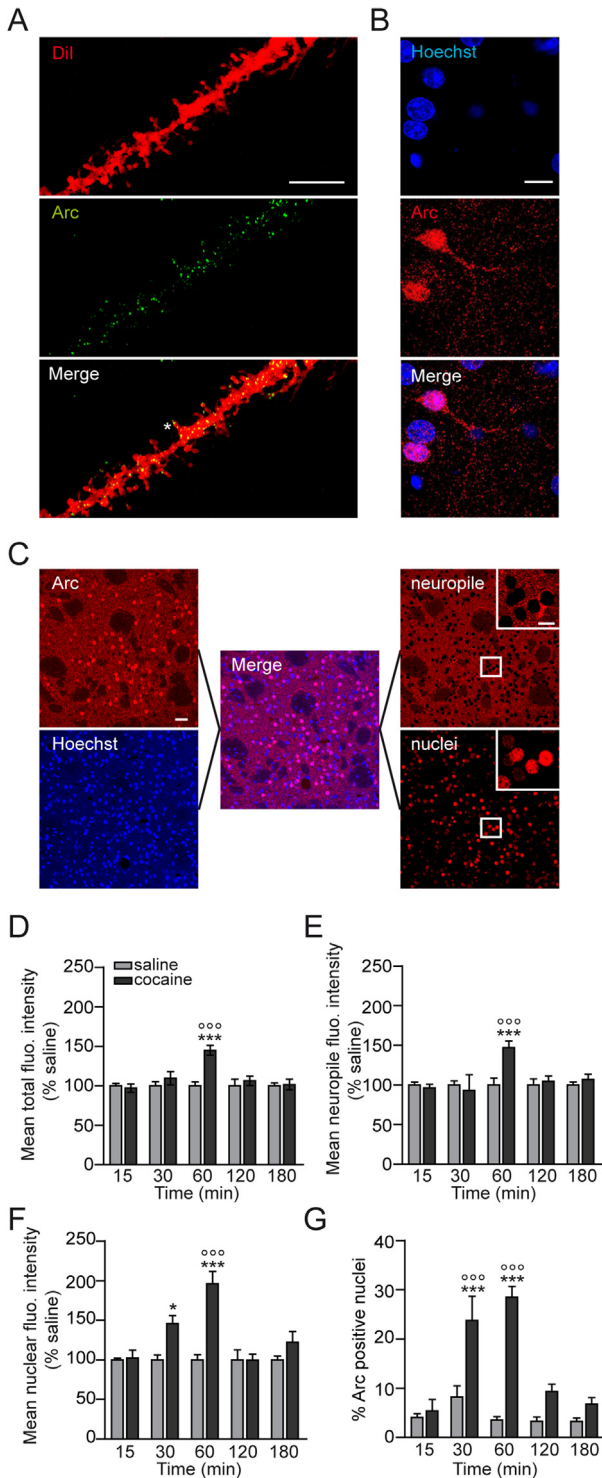 A
DiI
Arc
Merge
*
B
Hoechst
Arc
Merge
C
Arc
Hoechst
Merge
neuropile
nuclei
D
Mean total fluo. intensity
(% saline)
250
200
150
100
50
0
saline
cocaine
°°°
***
15 30 60 120 180
Time (min)
E
Mean neuropile fluo. intensity
(% saline)
250
200
150
100
50
0
°°°
***
15 30 60 120 180
Time (min)
F
Mean nuclear fluo. intensity
(% saline)
250
200
150
100
50
0
*
°°°
***
15 30 60 120 180
Time (min)
G
% Arc positive nuclei
40
30
20
10
0
°°°
***
°°°
***
15 30 60 120 180
Time (min)